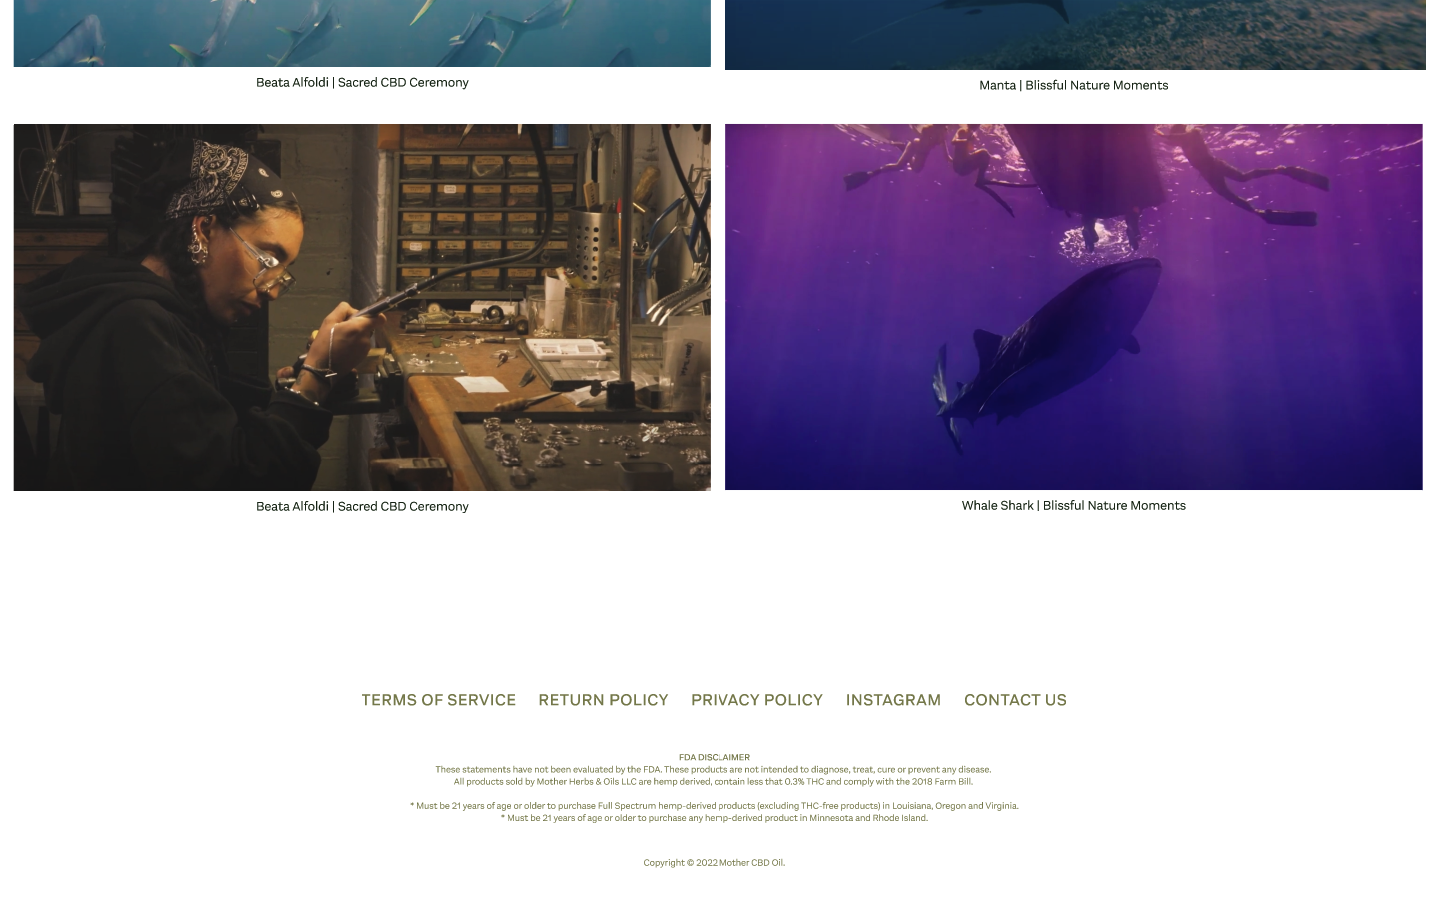 Beata Alfoldi | Sacred CBD Ceremony
Manta | Blissful Nature Moments
Beata Alfoldi | Sacred CBD Ceremony
Whale Shark | Blissful Nature Moments
TERMS OF SERVICE RETURN POLICY PRIVACY POLICY INSTAGRAM CONTACT US
FDA DISCLAIMER
These statements have not been evaluated by the FDA. These products are not intended to diagnose, treat, cure or prevent any disease.
All products sold by Mother Herbs & Oils LLC are hemp derived, contain less that 0.3% THC and comply with the 2018 Farm Bill.
* Must be 21 years of age or older to purchase Full Spectrum hemp-derived products (excluding THC-free products) in Louisiana, Oregon and Virginia.
* Must be 21 years of age or older to purchase any hemp-derived product in Minnesota and Rhode Island.
Copyright © 2022 Mother CBD Oil.